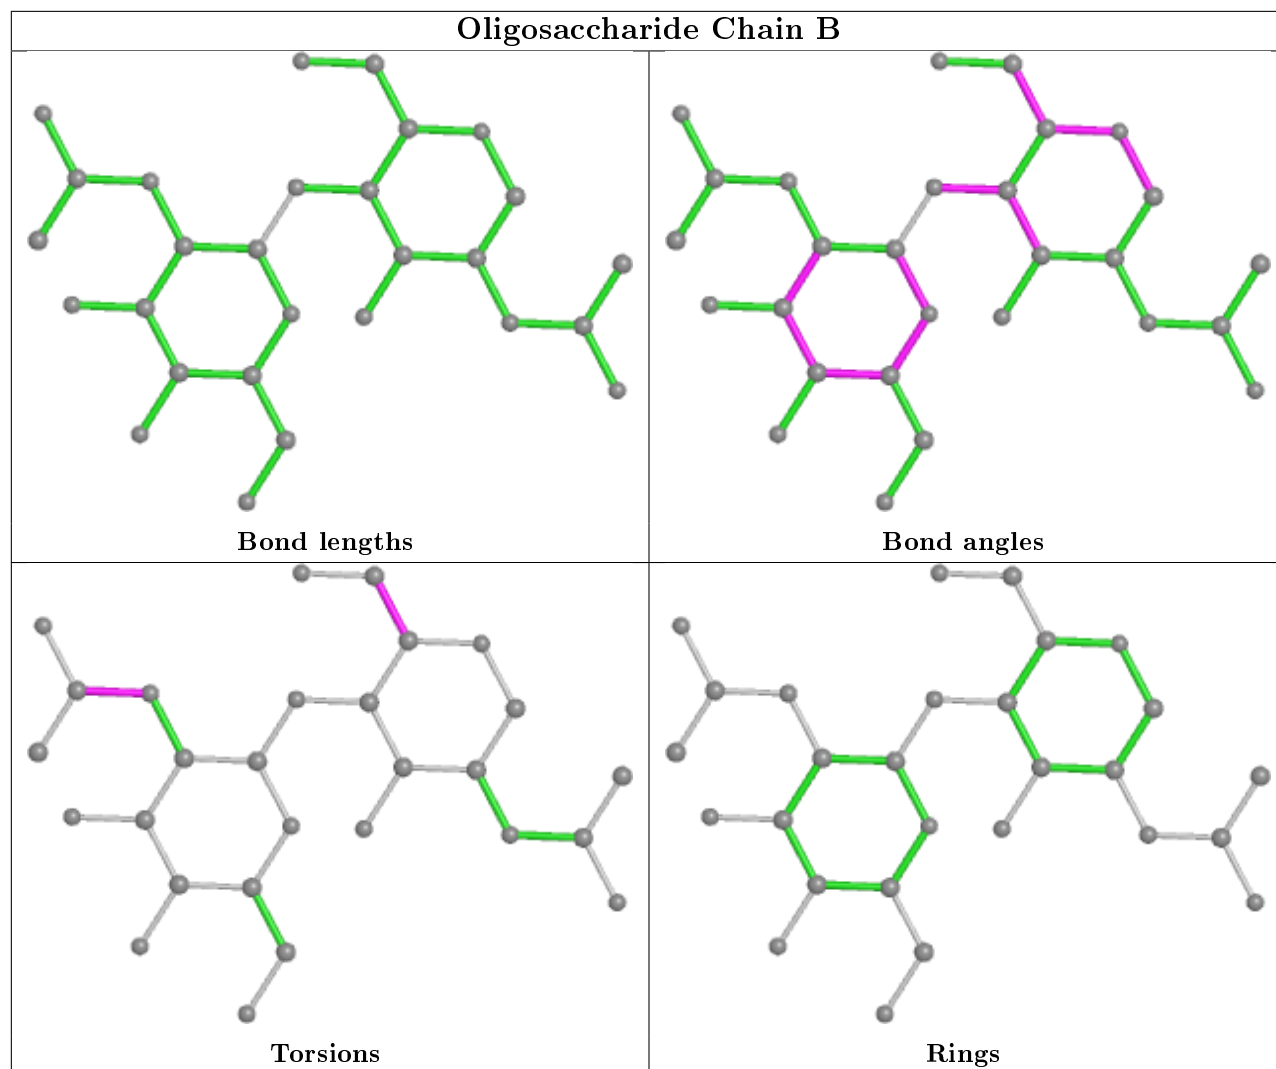 Oligosaccharide Chain B
Bond lengths
Bond angles
Torsions
Rings